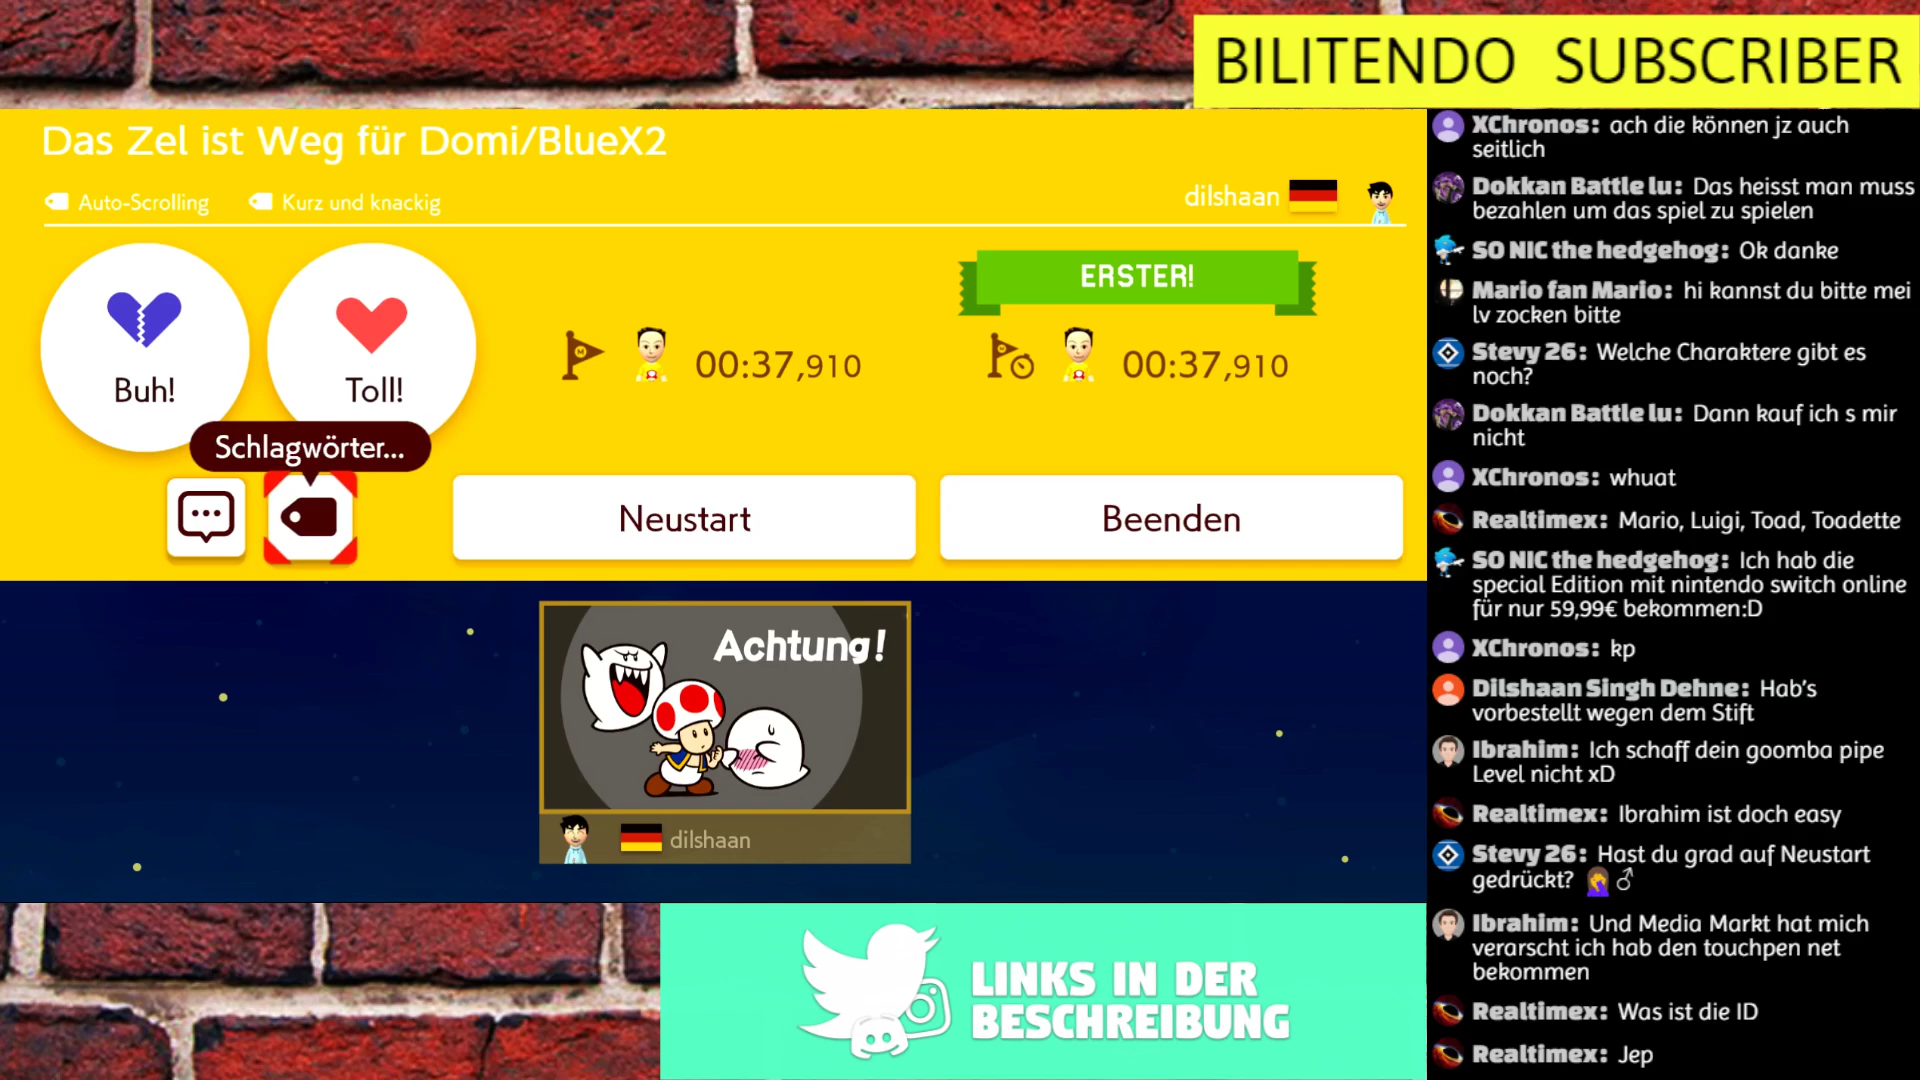 BILITENDO SUBSCRIBER
Das Zel ist Weg für Domi/BlueX2
Auto-Scrolling
Kurz und knackig
dilshaan
Buh!
Toll!
ERSTER!
00:37,910
00:37,910
Schlagwörter...
Neustart
Beenden
Achtung!
dilshaan
LINKS IN DER
BESCHREIBUNG
XChronos: ach die können jz auch
seitlich
Dokkan Battle lu: Das heisst man muss
bezahlen um das spiel zu spielen
SO NIC the hedgehog: Ok danke
Mario fan Mario: hi kannst du bitte mei
lv zocken bitte
Stevy 26: Welche Charaktere gibt es
noch?
Dokkan Battle lu: Dann kauf ich s mir
nicht
XChronos: whuat
Realtimex: Mario, Luigi, Toad, Toadette
SO NIC the hedgehog: Ich hab die
special Edition mit nintendo switch online
für nur 59,99€ bekommen:D
XChronos: kp
Dilshaan Singh Dehne: Hab's
vorbestellt wegen dem Stift
Ibrahim: Ich schaff dein goomba pipe
Level nicht xD
Realtimex: Ibrahim ist doch easy
Stevy 26: Hast du grad auf Neustart
gedrückt? 🤦‍♂
Ibrahim: Und Media Markt hat mich
verarscht ich hab den touchpen net
bekommen
Realtimex: Was ist die ID
Realtimex: Jep